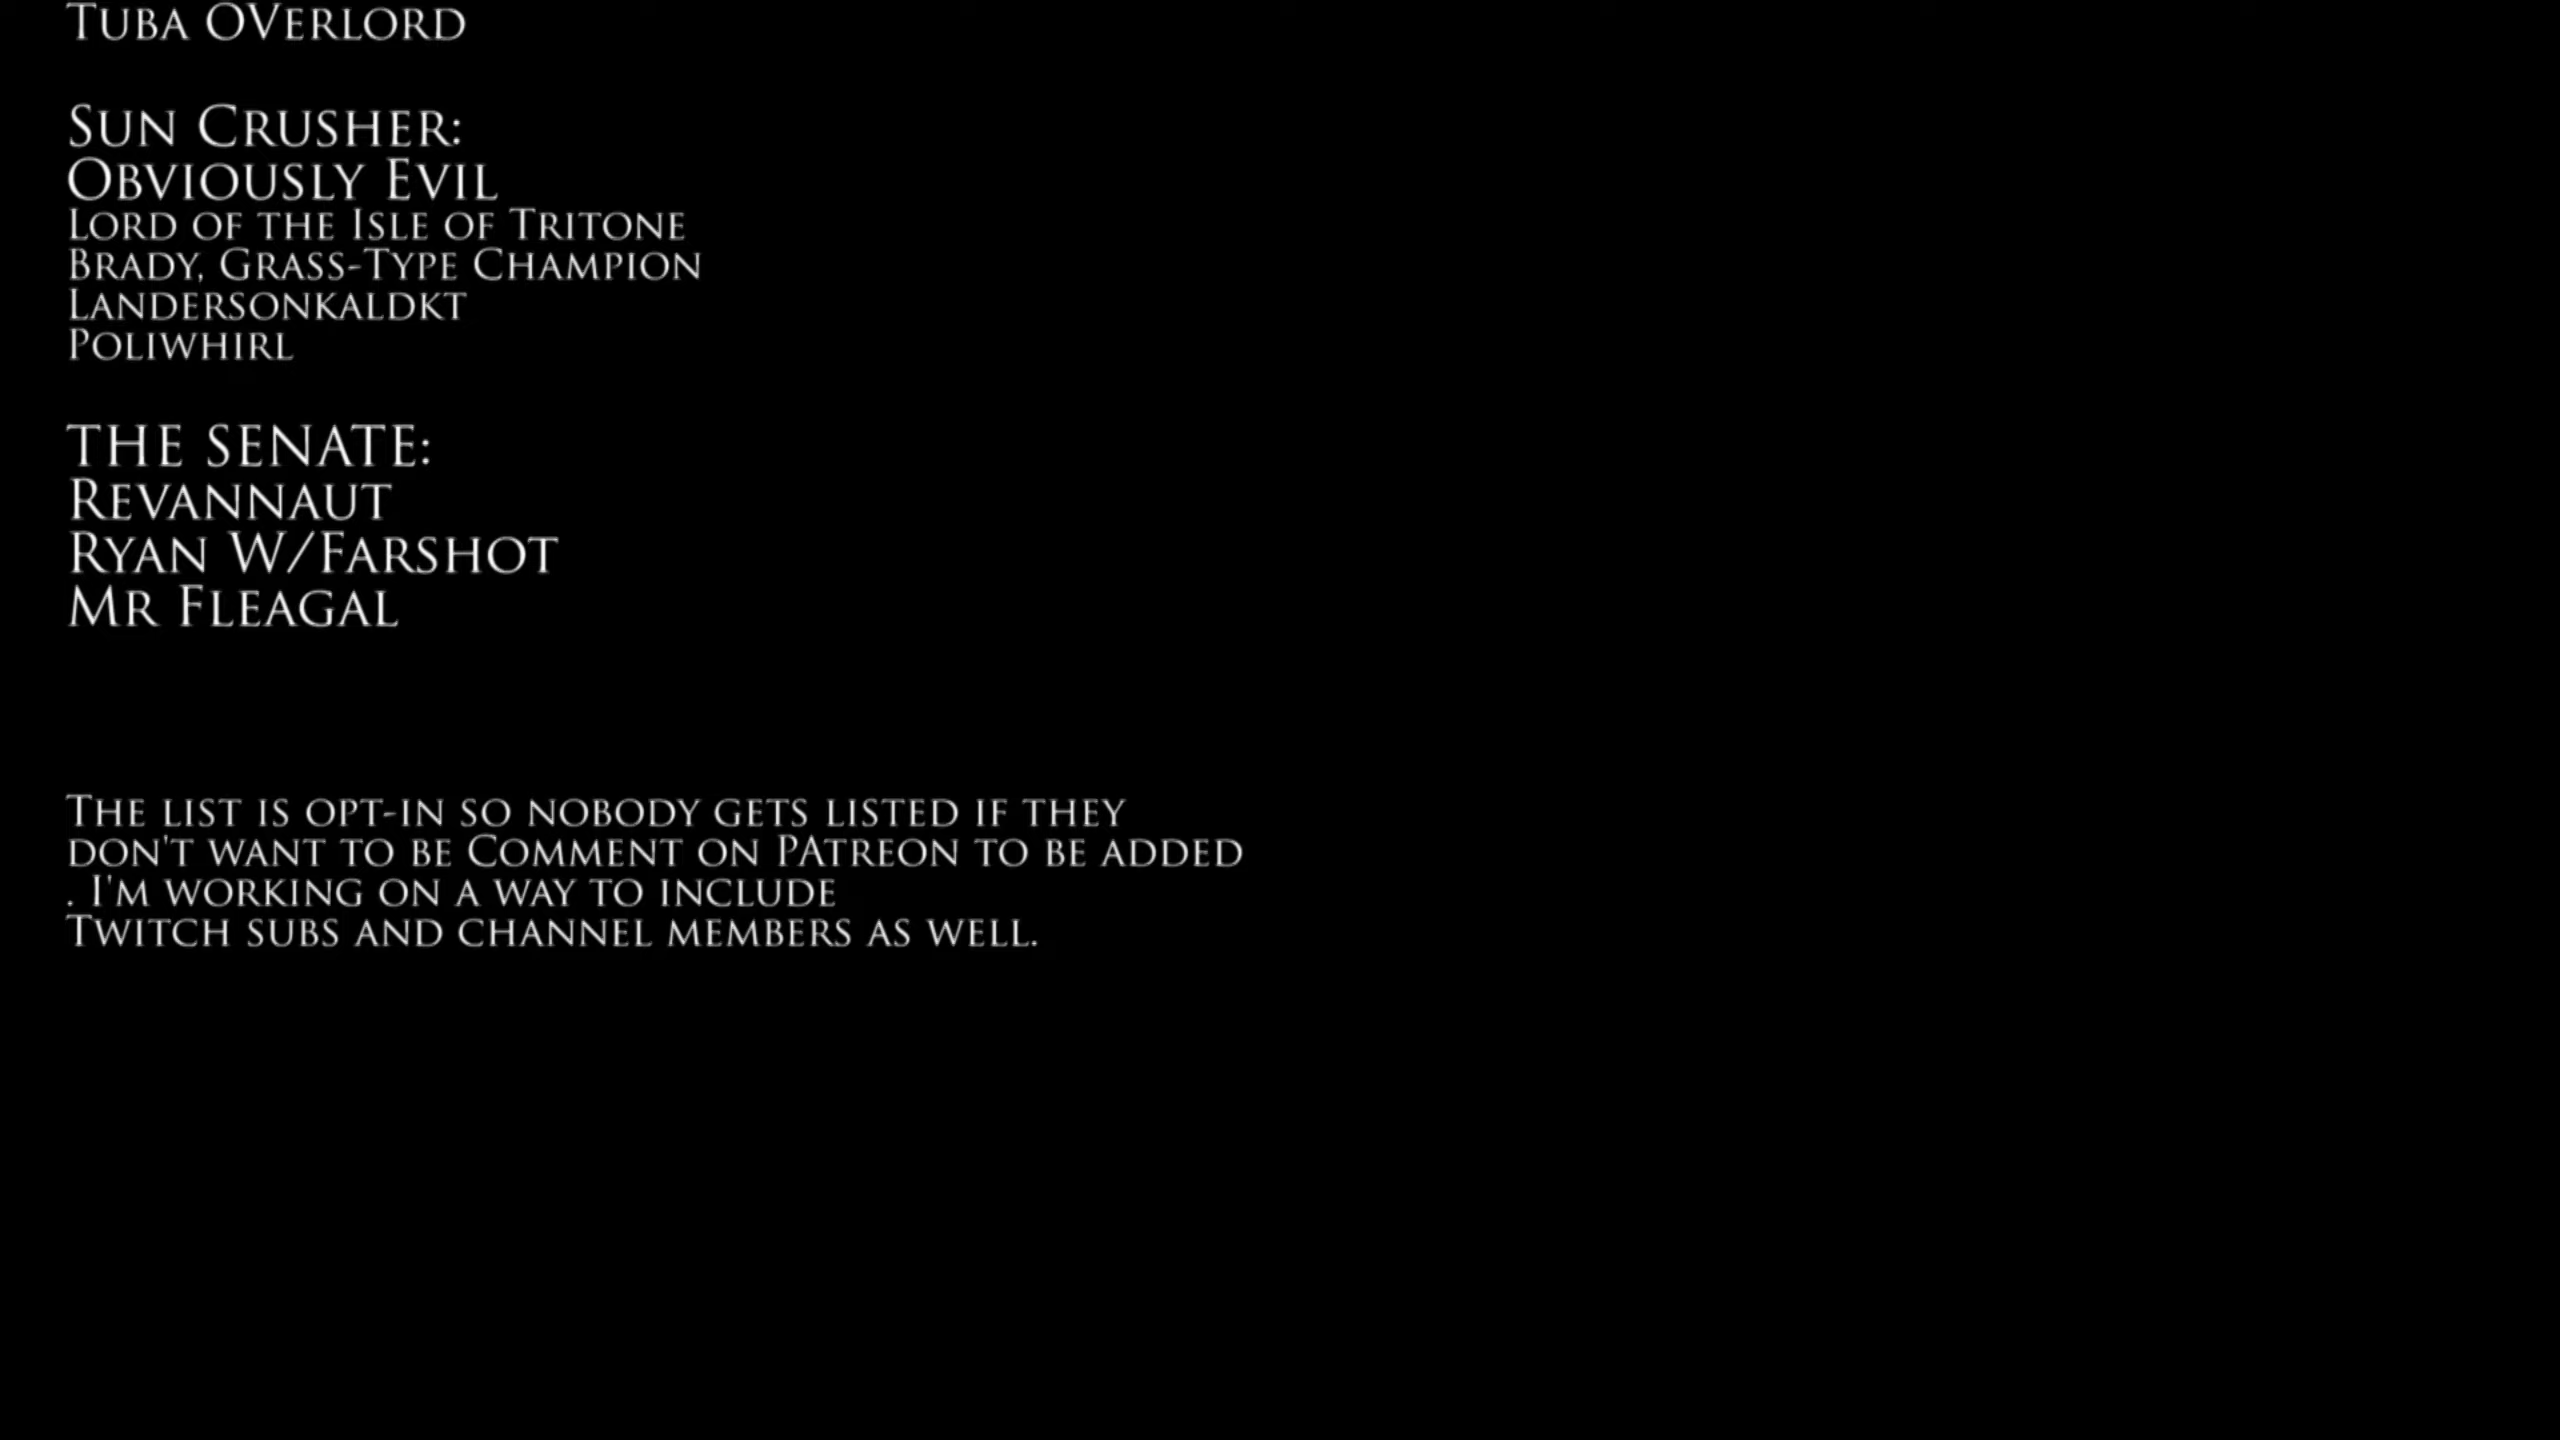 Tuba OVerlord
Sun Crusher:
Obviously Evil
Lord of the Isle of Tritone
Brady, Grass-Type Champion
Landersonkaldkt
Poliwhirl
THE SENATE:
Revannaut
Ryan W/Farshot
Mr Fleagal
The list is opt-in so nobody gets listed if they
don't want to be Comment on PAtreon to be added
. I'm working on a way to include
Twitch subs and channel members as well.